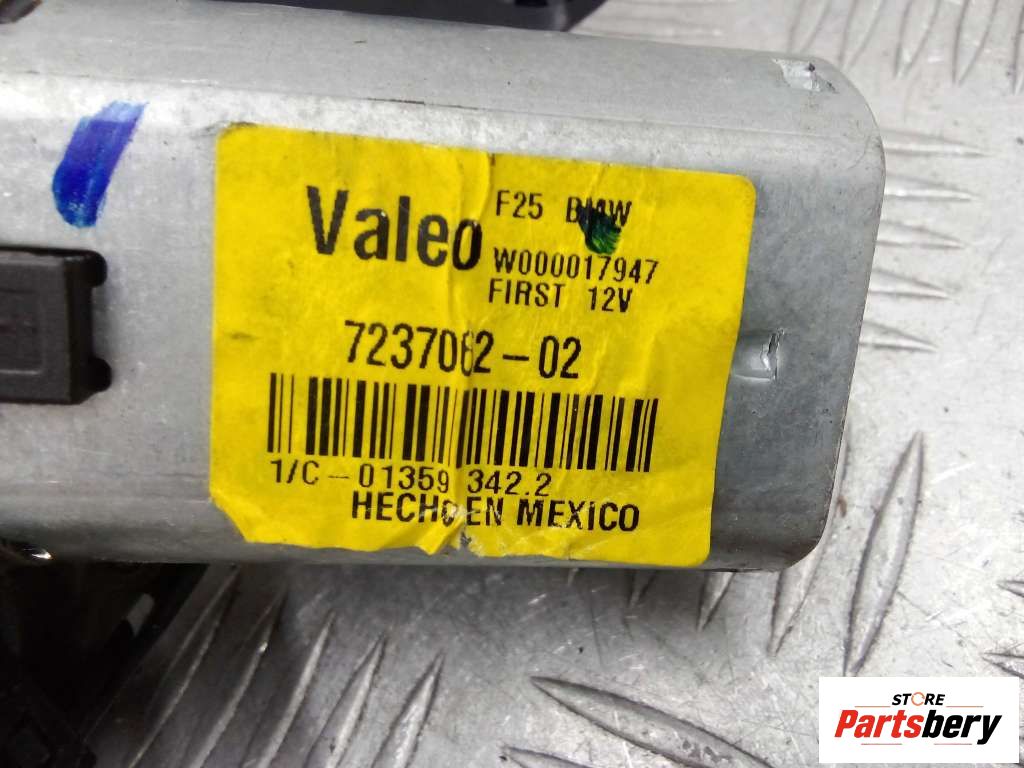 Valeo
F25 BMW
W000017947
FIRST 12V
7237062-02
1/C-01359 342.2
HECHO EN MEXICO
STORE
Partsbery